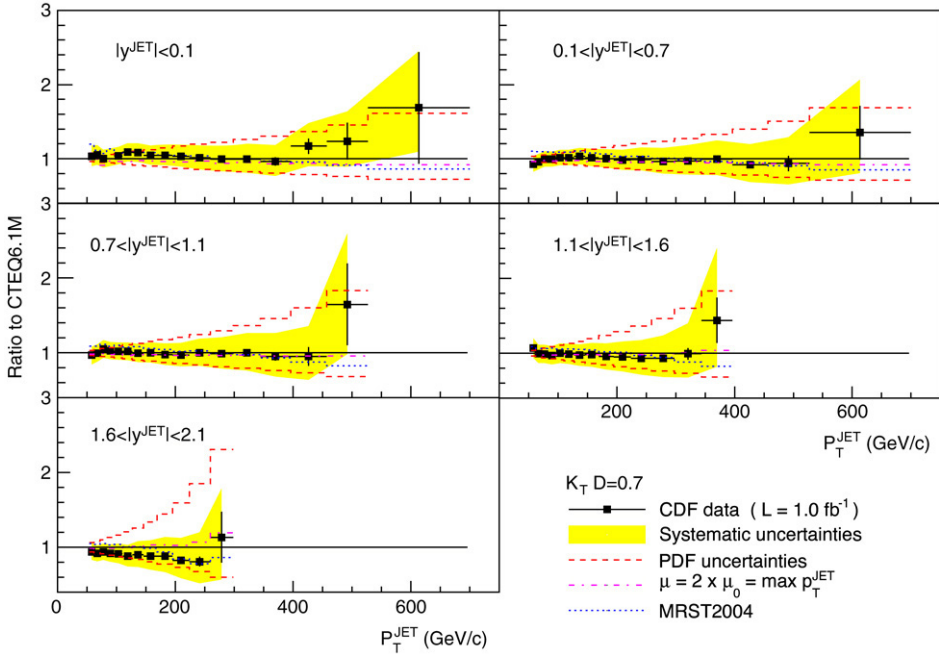 3
|y^JET|<0.1
0.1<|y^JET|<0.7
2
1
3
3
0.7<|y^JET|<1.1
1.1<|y^JET|<1.6
Ratio to CTEQ6.1M
2
1
3
1.6<|y^JET|<2.1
2
1
0 200 400 600
P_T^JET (GeV/c)
200 400 600
P_T^JET (GeV/c)
K_T D=0.7
CDF data ( L = 1.0 fb^-1)
Systematic uncertainties
PDF uncertainties
μ = 2 x μ_0 = max p_T^JET
MRST2004